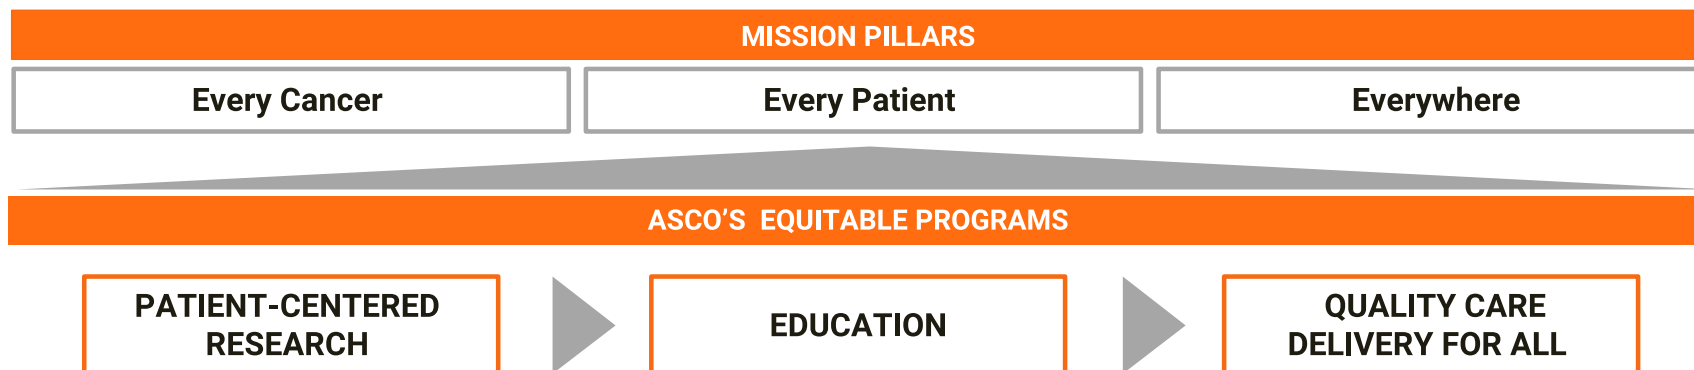 MISSION PILLARS
Every Cancer
Every Patient
Everywhere
ASCO’S EQUITABLE PROGRAMS
PATIENT-CENTERED
RESEARCH
EDUCATION
QUALITY CARE
DELIVERY FOR ALL